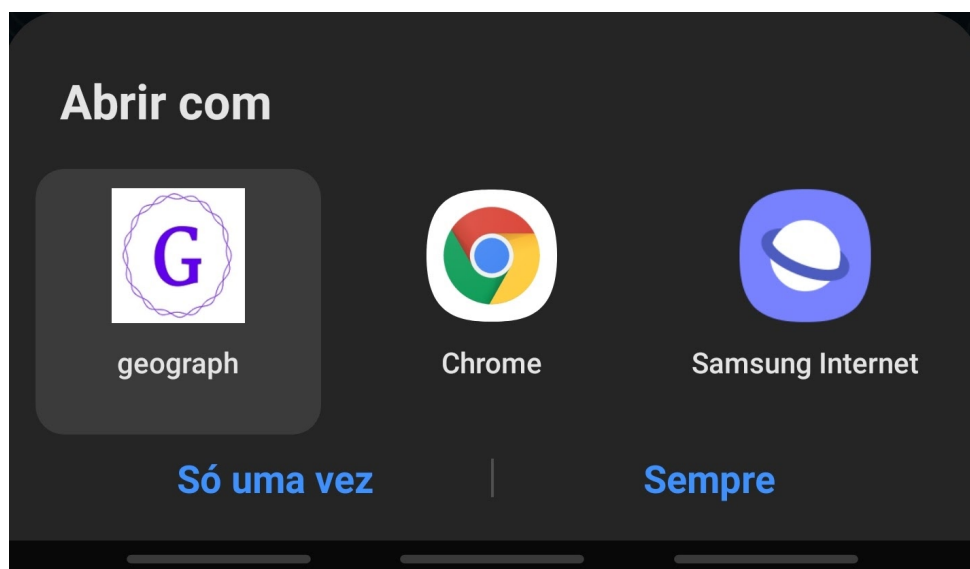 Abrir com
G
geograph
Chrome
Samsung Internet
Só uma vez
Sempre